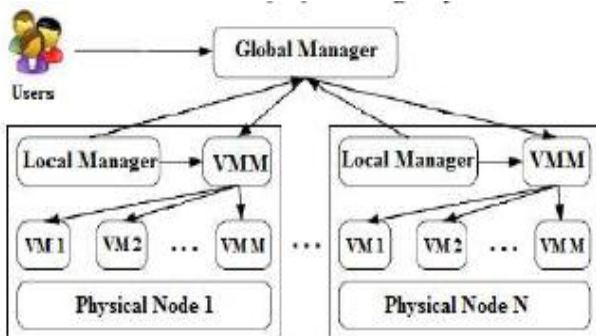 Global Manager
Users
Local Manager VMM Local Manager VMM
VM 1 VM 2 ... VM M ... VM 1 VM 2 ... VM M
Physical Node 1 Physical Node N